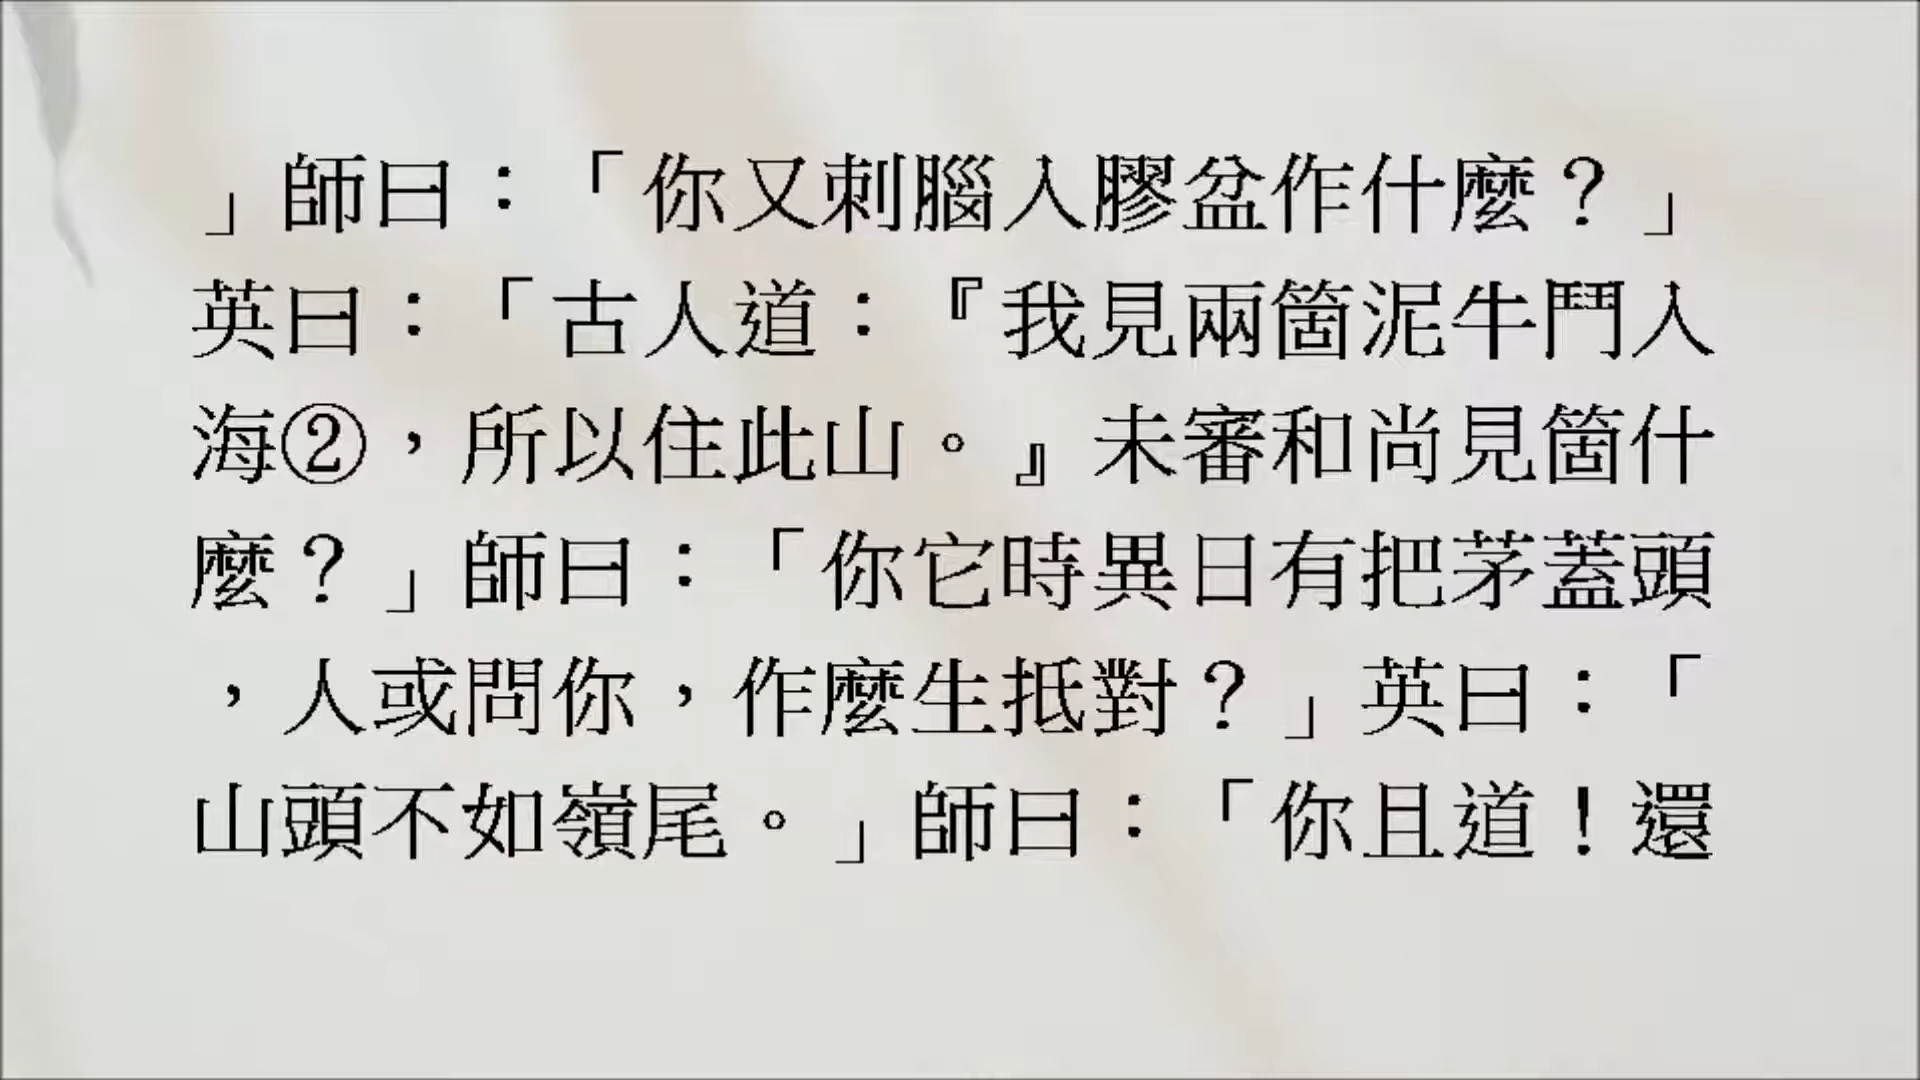 」師曰：「你又刺腦入膠盆作什麼？」
英曰：「古人道：『我見兩箇泥牛鬥入
海②，所以住此山。』未審和尚見箇什
麼？」師曰：「你它時異日有把茅蓋頭
，人或問你，作麼生抵對？」英曰：「
山頭不如嶺尾。」師曰：「你且道！還